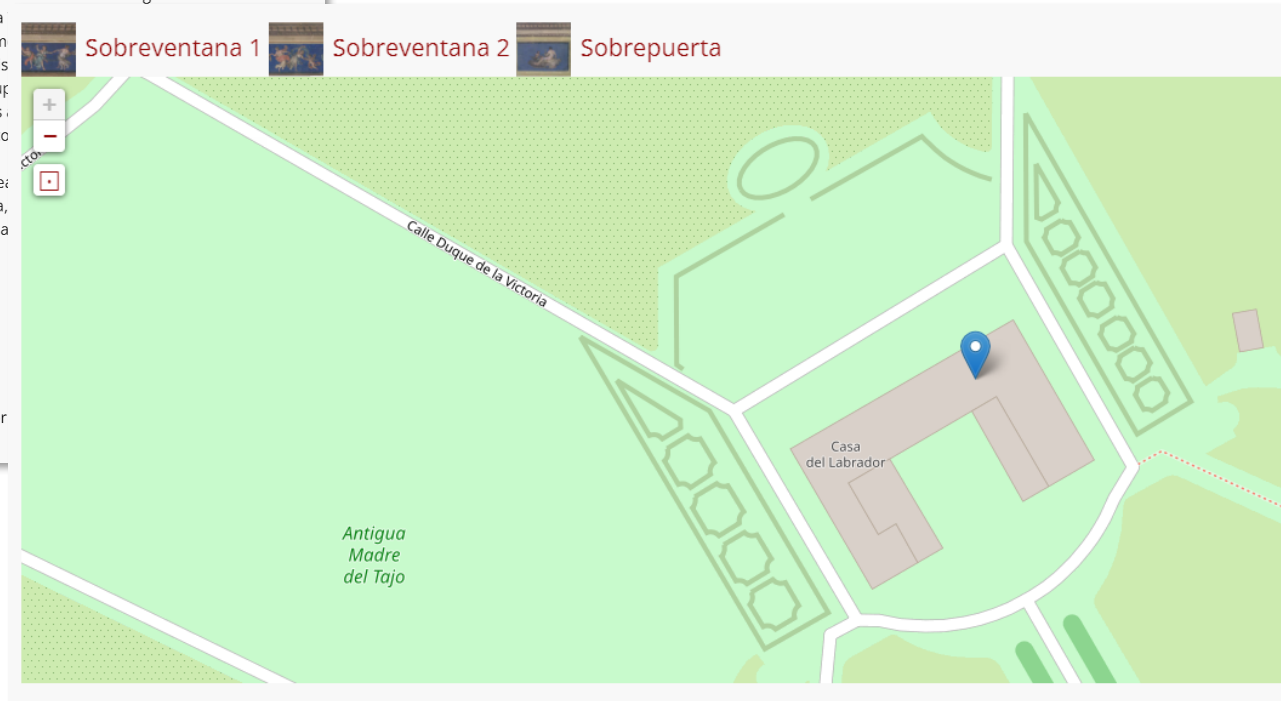 Sobreventana 1
Sobreventana 2
Sobrepuerta
+
−
Calle Duque de la Victoria
Casa
del Labrador
Antigua
Madre
del Tajo